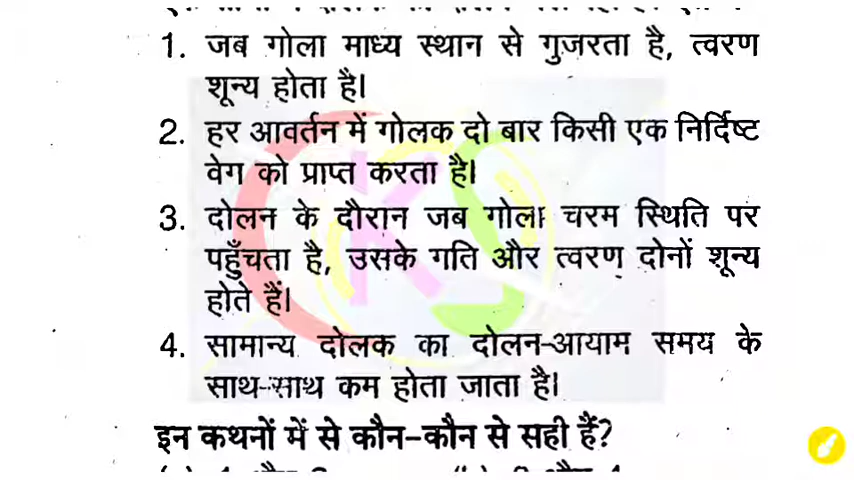 1. जब गोला माध्य स्थान से गुजरता है, त्वरण
शून्य होता है।
2. हर आवर्तन में गोलक दो बार किसी एक निर्दिष्ट
वेग को प्राप्त करता है।
3. दोलन के दौरान जब गोला चरम स्थिति पर
पहुँचता है, उसके गति और त्वरण दोनों शून्य
होते हैं।
4. सामान्य दोलक का दोलन-आयाम समय के
साथ-साथ कम होता जाता है।
इन कथनों में से कौन-कौन से सही हैं?